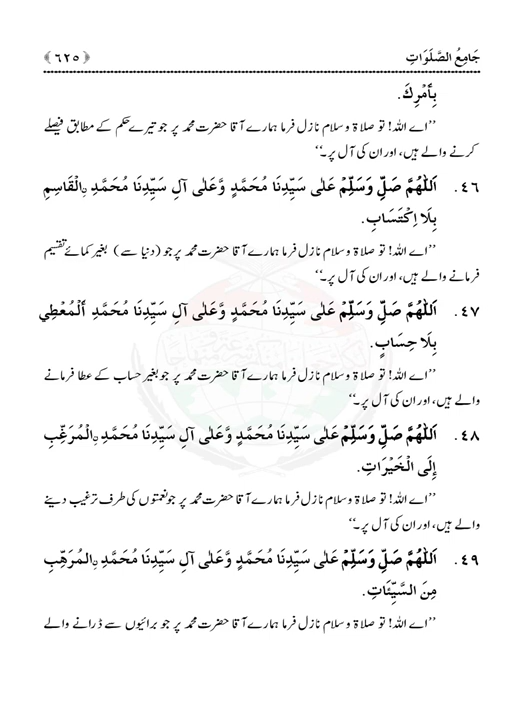 جَامِعُ الصَّلَوَاتِ ﴿٦٢٥﴾
بِأَمْرِكَ.
’’اے اللہ! تو صلاۃ و سلام نازل فرما ہمارے آقا حضرت محمد پر جو تیرے حکم کے مطابق فیصلے
کرنے والے ہیں، اور ان کی آل پر۔‘‘
٤٦. اَللّٰهُمَّ صَلِّ وَسَلِّمْ عَلٰى سَيِّدِنَا مُحَمَّدٍ وَّعَلٰى آلِ سَيِّدِنَا مُحَمَّدِ ۣالْقَاسِمِ
بِلَا اِكْتَسَابٍ.
’’اے اللہ! تو صلاۃ و سلام نازل فرما ہمارے آقا حضرت محمد پر جو (دنیا سے) بغیر کمائے تقسیم
فرمانے والے ہیں، اور ان کی آل پر۔‘‘
٤٧. اَللّٰهُمَّ صَلِّ وَسَلِّمْ عَلٰى سَيِّدِنَا مُحَمَّدٍ وَّعَلٰى آلِ سَيِّدِنَا مُحَمَّدِ اَلْمُعْطِي
بِلَا حِسَابٍ.
’’اے اللہ! تو صلاۃ و سلام نازل فرما ہمارے آقا حضرت محمد پر جو بغیر حساب کے عطا فرمانے
والے ہیں، اور ان کی آل پر۔‘‘
٤٨. اَللّٰهُمَّ صَلِّ وَسَلِّمْ عَلٰى سَيِّدِنَا مُحَمَّدٍ وَّعَلٰى آلِ سَيِّدِنَا مُحَمَّدِ ۣالْمُرَغِّبِ
إِلَى الْخَيْرَاتِ.
’’اے اللہ! تو صلاۃ و سلام نازل فرما ہمارے آقا حضرت محمد پر جو نعمتوں کی طرف ترغیب دینے
والے ہیں، اور ان کی آل پر۔‘‘
٤٩. اَللّٰهُمَّ صَلِّ وَسَلِّمْ عَلٰى سَيِّدِنَا مُحَمَّدٍ وَّعَلٰى آلِ سَيِّدِنَا مُحَمَّدِ ۣالْمُرَهِّبِ
مِنَ السَّيِّئَاتِ.
’’اے اللہ! تو صلاۃ و سلام نازل فرما ہمارے آقا حضرت محمد پر جو برائیوں سے ڈرانے والے